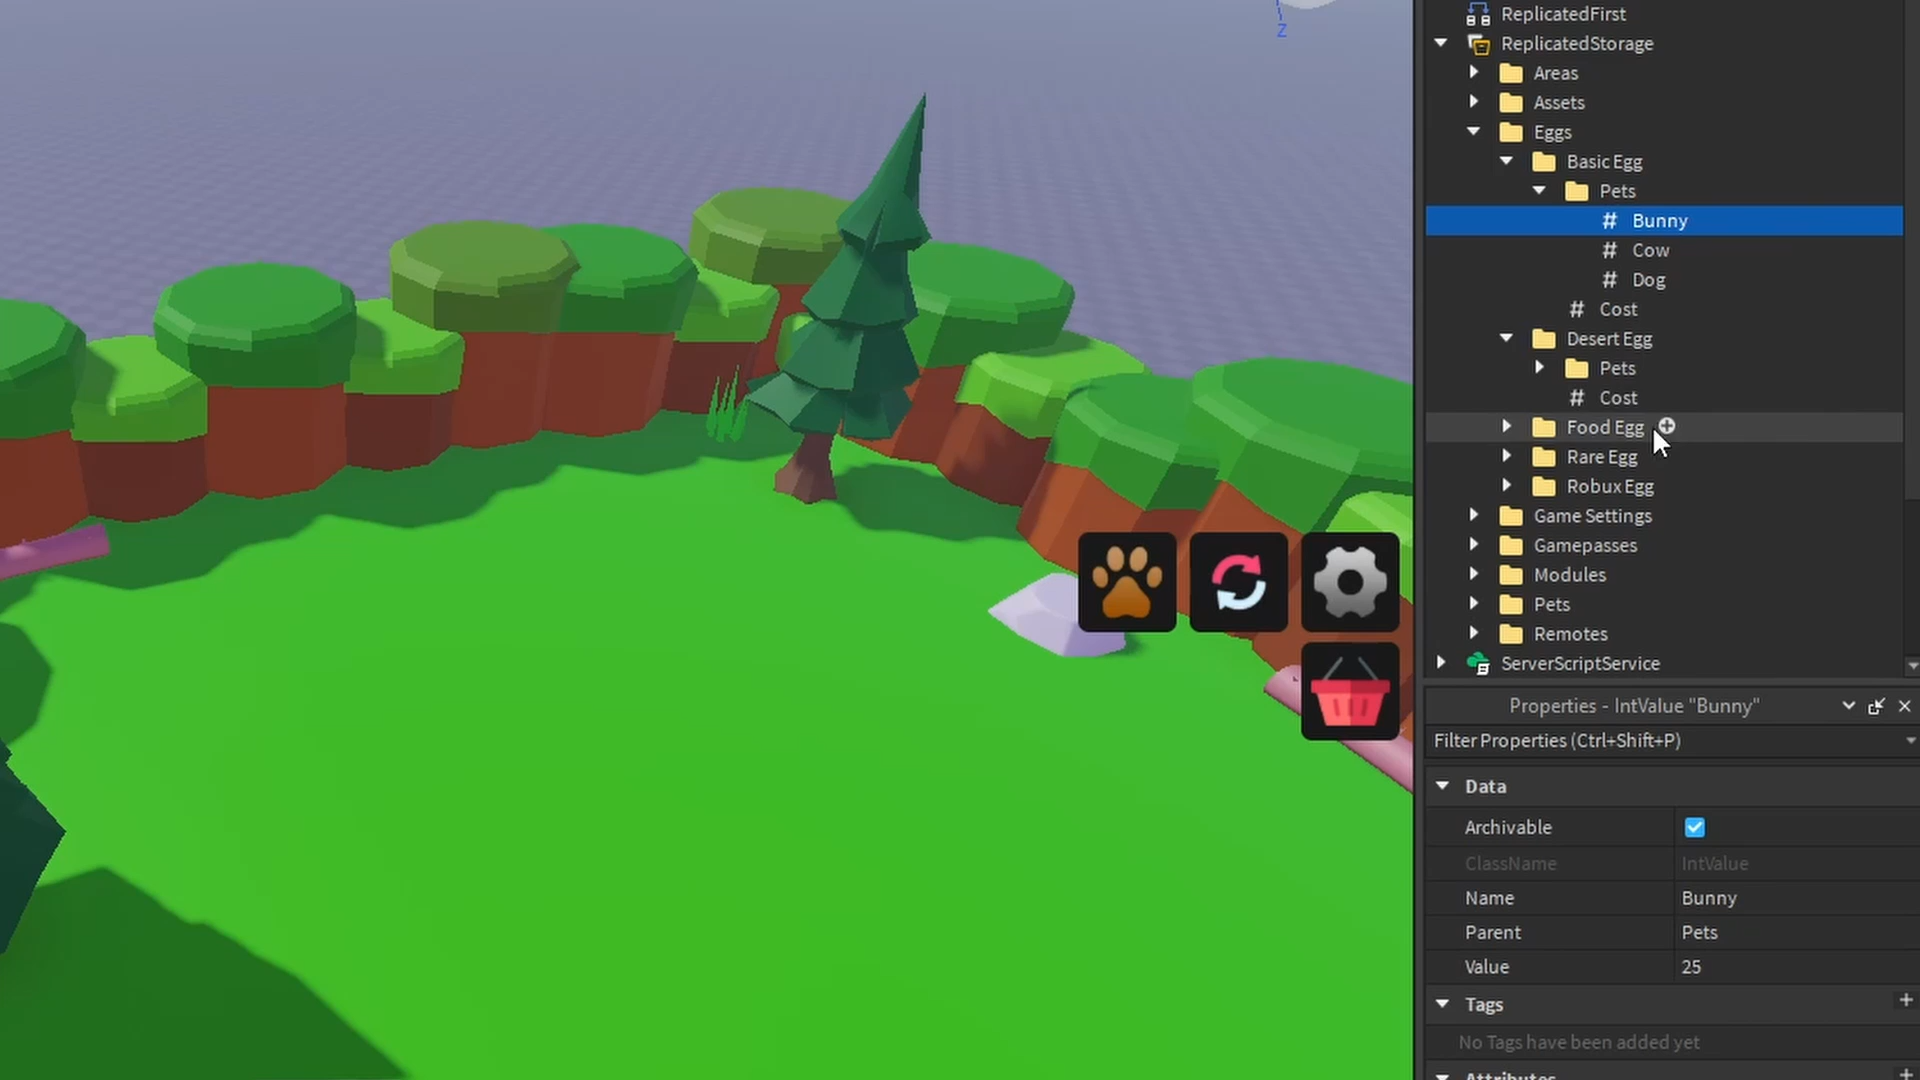 Z
ReplicatedFirst
ReplicatedStorage
Areas
Assets
Eggs
Basic Egg
Pets
# Bunny
# Cow
# Dog
# Cost
Desert Egg
Pets
# Cost
Food Egg
Rare Egg
Robux Egg
Game Settings
Gamepasses
Modules
Pets
Remotes
ServerScriptService
Properties - IntValue "Bunny"
Filter Properties (Ctrl+Shift+P)
Data
Archivable
ClassName IntValue
Name Bunny
Parent Pets
Value 25
Tags +
No Tags have been added yet
Attributes +